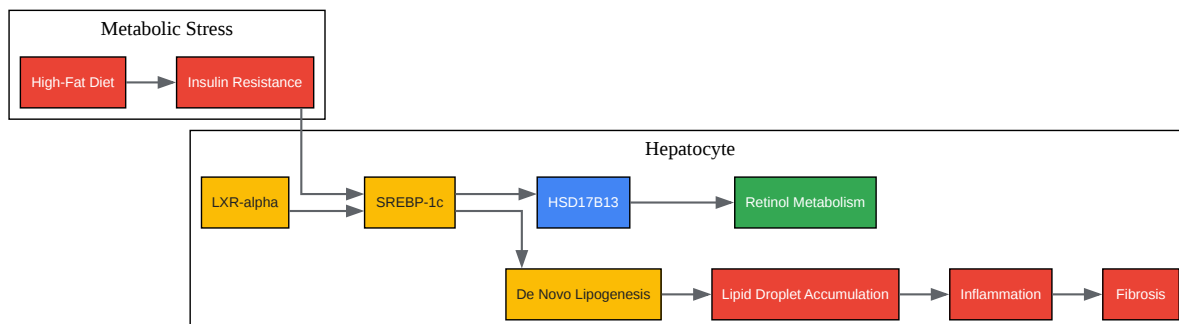 Metabolic Stress
High-Fat Diet
Insulin Resistance
Hepatocyte
LXR-alpha
SREBP-1c
HSD17B13
Retinol Metabolism
De Novo Lipogenesis
Lipid Droplet Accumulation
Inflammation
Fibrosis